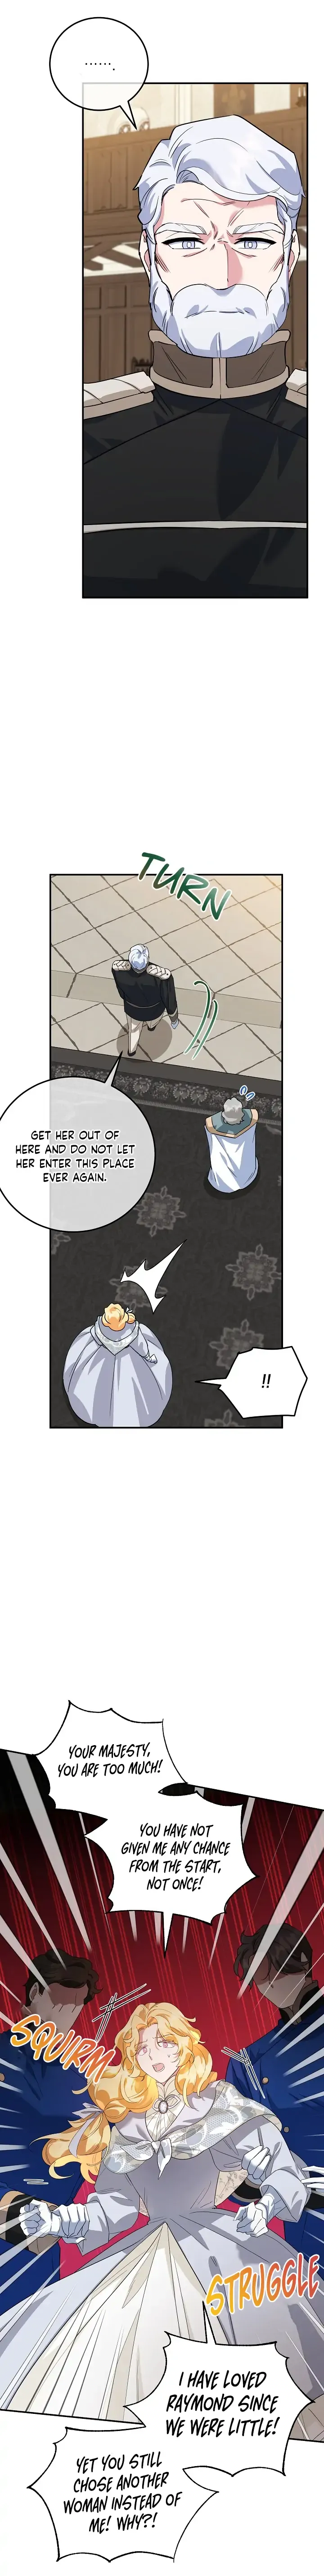 .......
TURN
GET HER OUT OF
HERE AND DO NOT LET
HER ENTER THIS PLACE
EVER AGAIN.
!!
YOUR MAJESTY,
YOU ARE TOO MUCH!
YOU HAVE NOT
GIVEN ME ANY CHANCE
FROM THE START,
NOT ONCE!
SQUIRM
STRUGGLE
I HAVE LOVED
RAYMOND SINCE
WE WERE LITTLE!
YET YOU STILL
CHOSE ANOTHER
WOMAN INSTEAD OF
ME! WHY?!